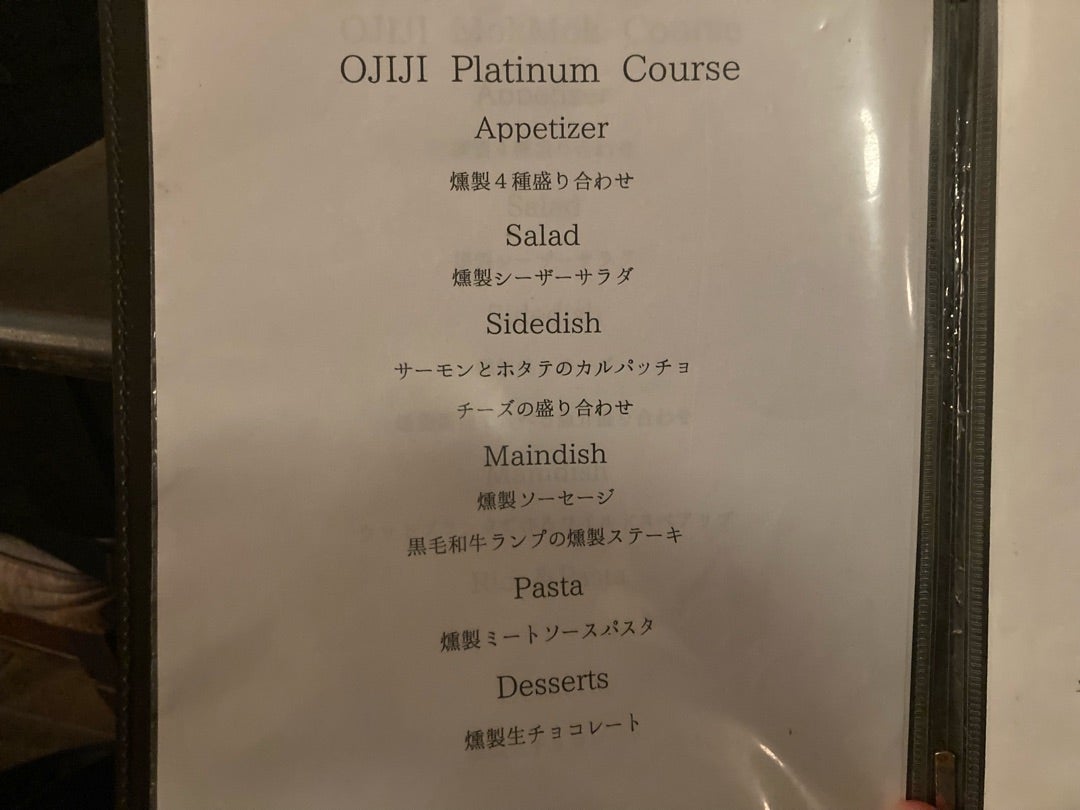 OJIJI Platinum Course
Appetizer
燻製４種盛り合わせ
Salad
燻製シーザーサラダ
Sidedish
サーモンとホタテのカルパッチョ
チーズの盛り合わせ
Maindish
燻製ソーセージ
黒毛和牛ランプの燻製ステーキ
Pasta
燻製ミートソースパスタ
Desserts
燻製生チョコレート